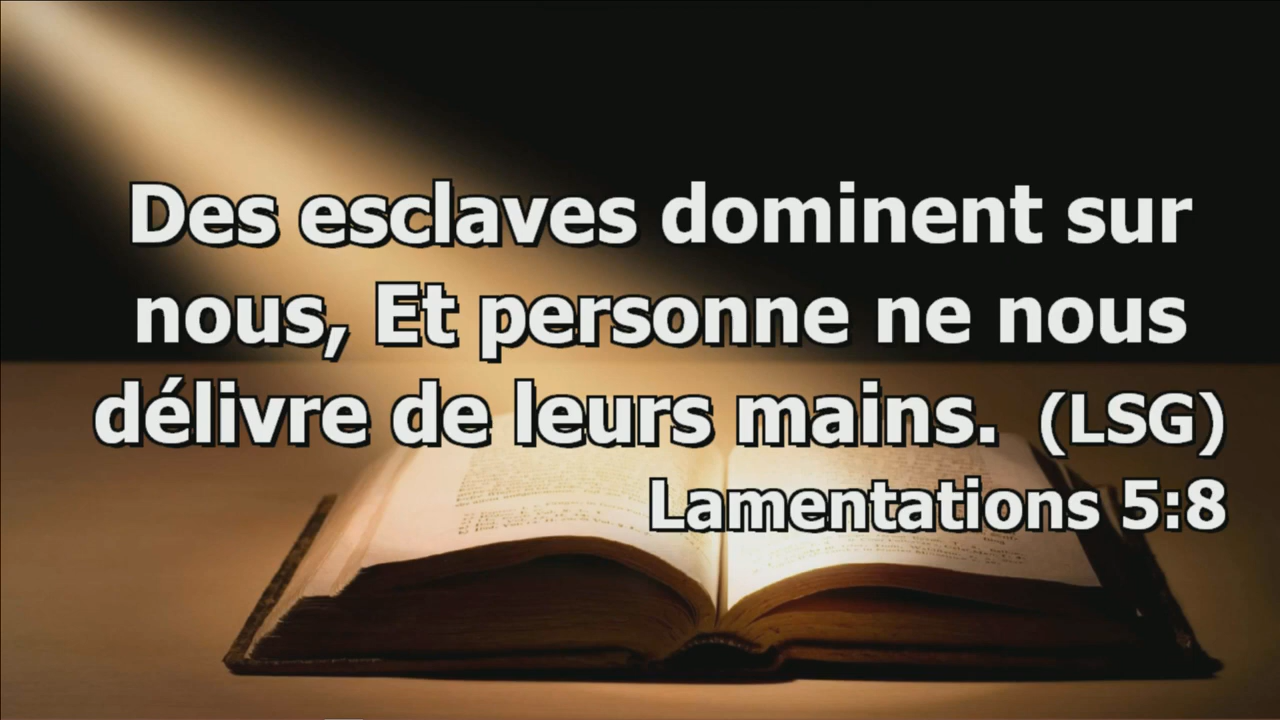 Des esclaves dominent sur
nous, Et personne ne nous
délivre de leurs mains. (LSG)
Lamentations 5:8